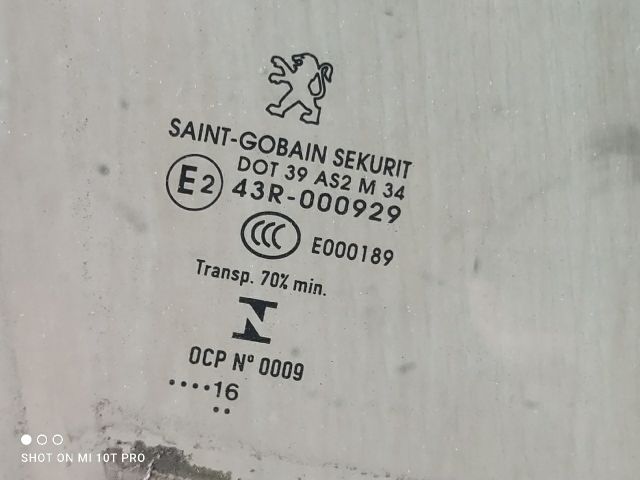 SAINT-GOBAIN SEKURIT
DOT 39 AS2 M 34
E2 43R-000929
CCC E000189
Transp. 70% min.
OCP Nº 0009
....16
..
SHOT ON MI 10T PRO